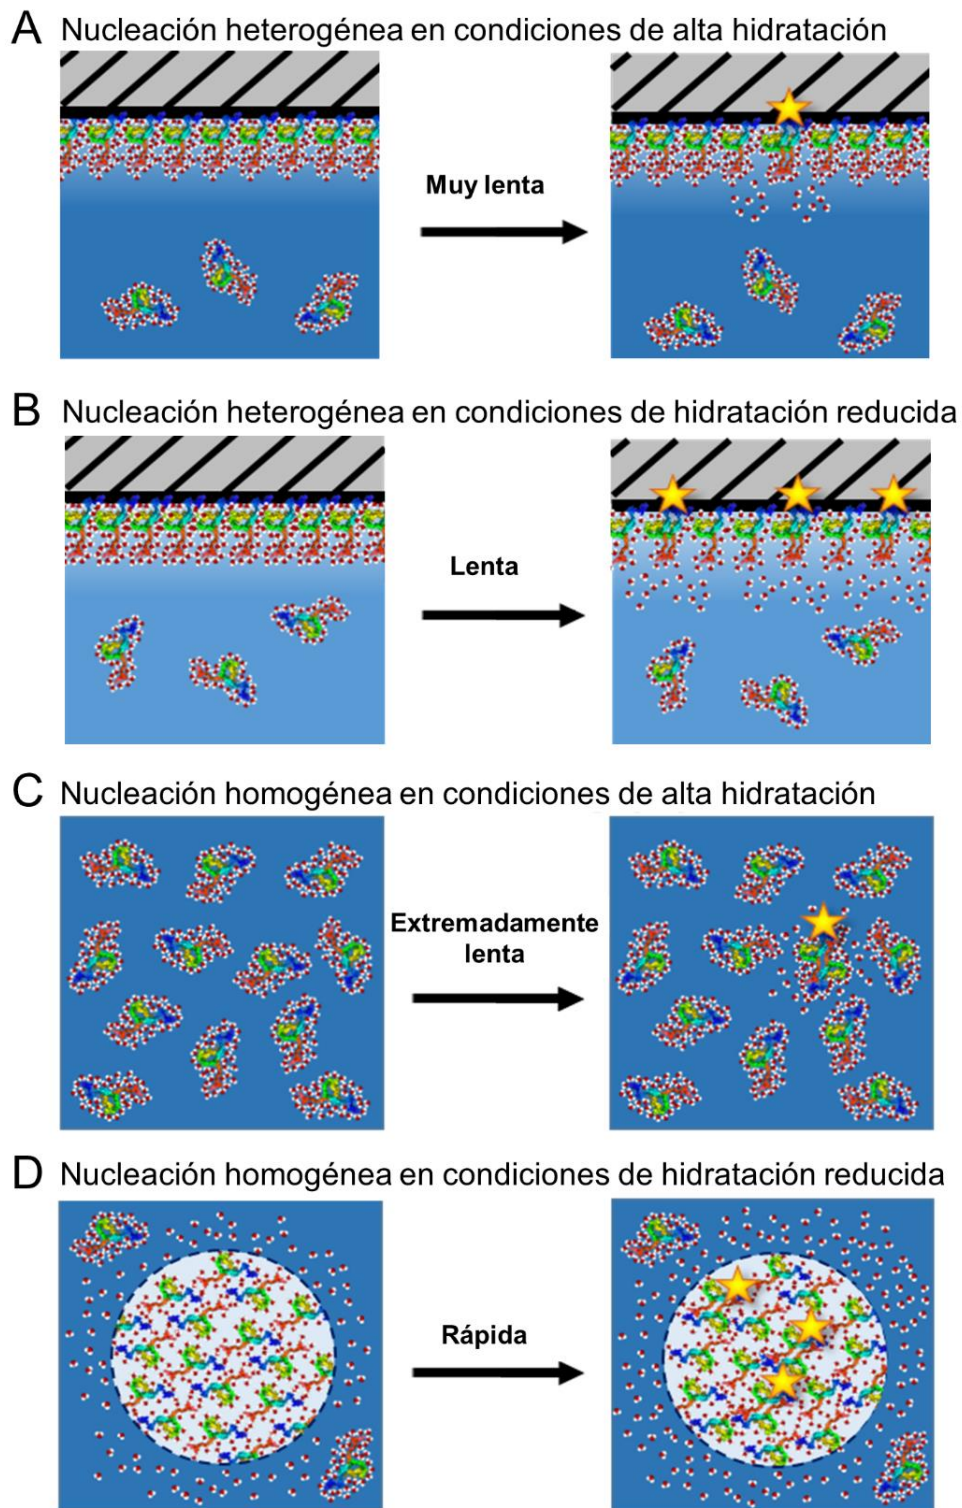 A Nucleación heterogénea en condiciones de alta hidratación
Muy lenta
B Nucleación heterogénea en condiciones de hidratación reducida
Lenta
C Nucleación homogénea en condiciones de alta hidratación
Extremadamente
lenta
D Nucleación homogénea en condiciones de hidratación reducida
Rápida